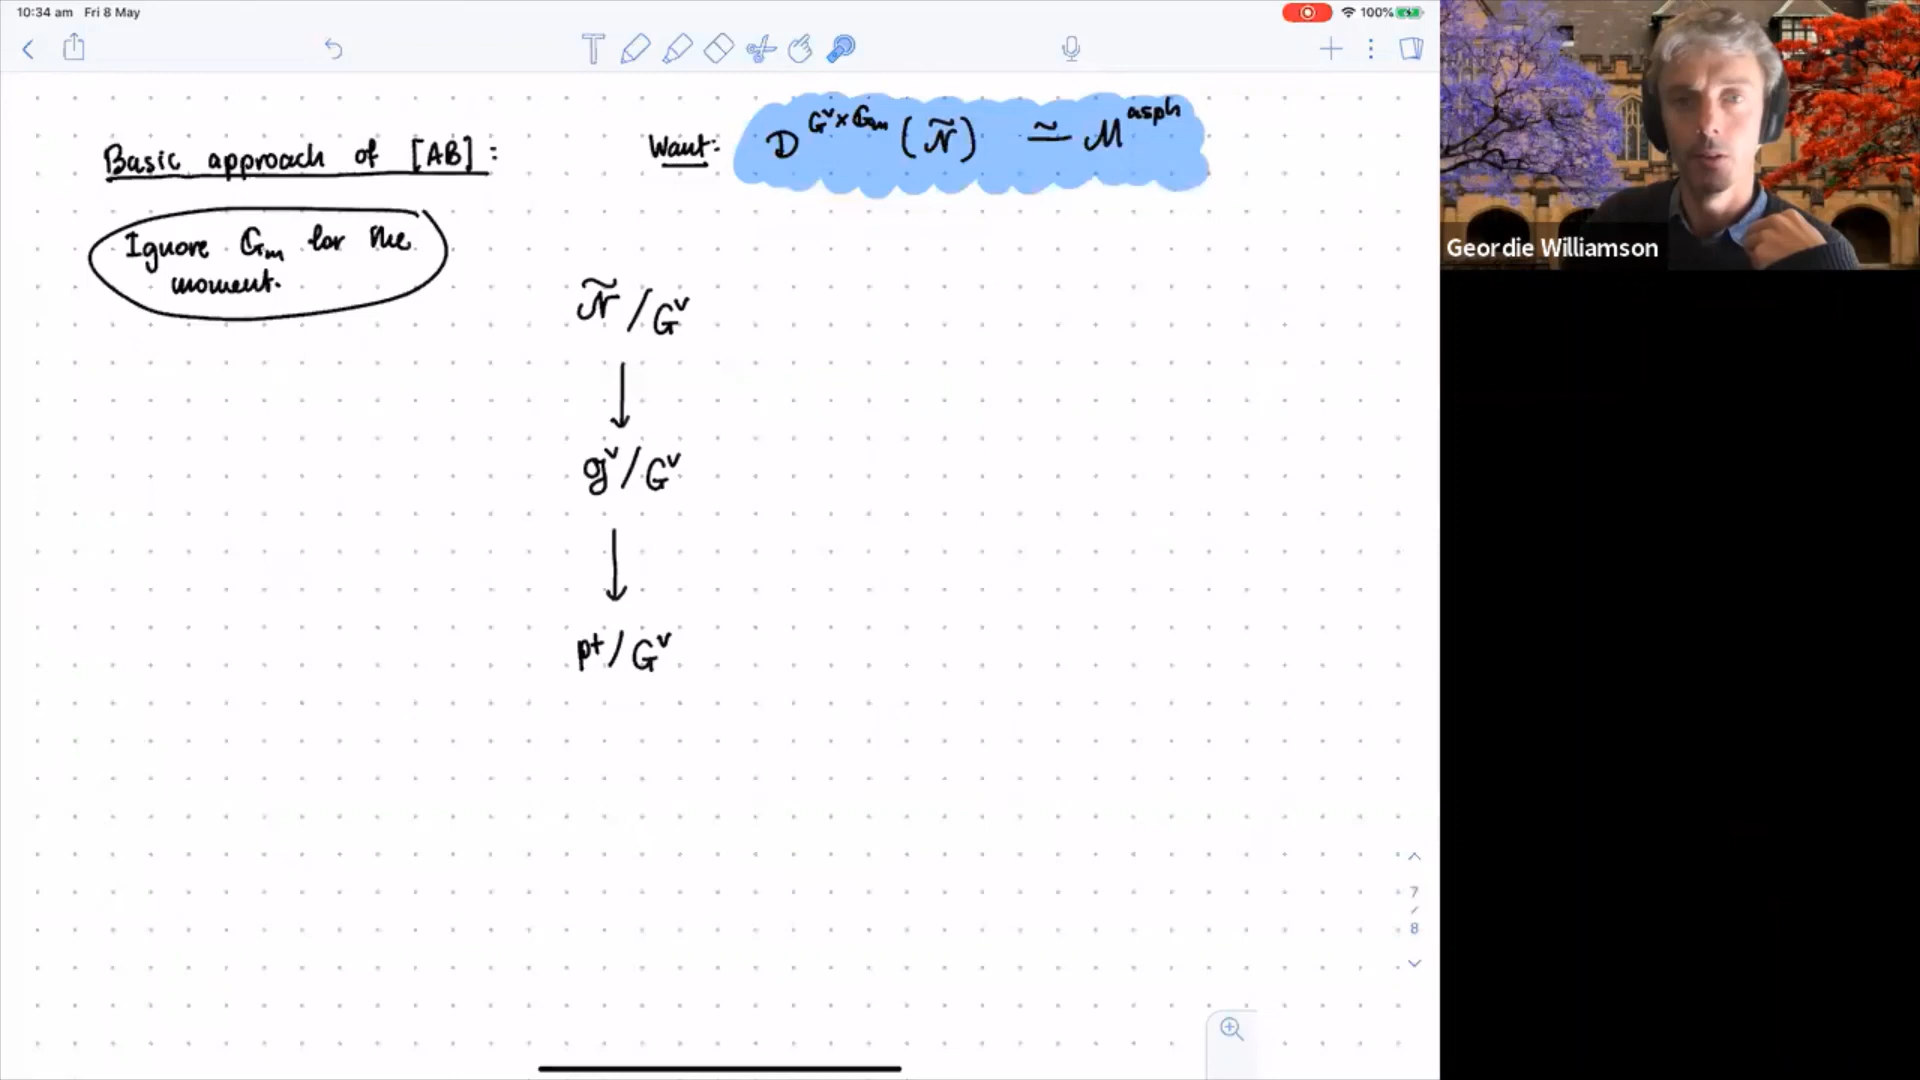 10:34 am Fri 8 May
100%
Basic approach of [AB]:
Want: D^{G^∨ × G_m}(Ñ) ≃ M^{asph}
Ignore G_m for the
moment.
Ñ / G^∨
↓
g^∨ / G^∨
↓
pt / G^∨
7
/
8
Geordie Williamson